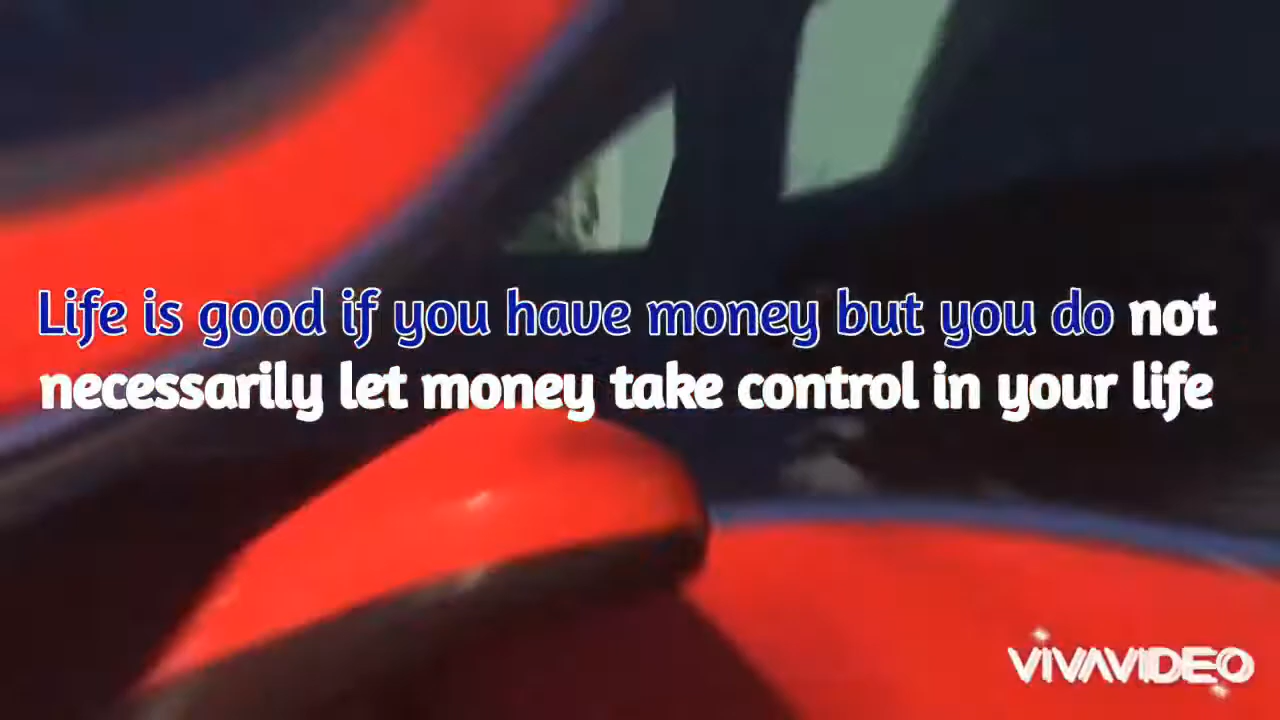 Life is good if you have money but you do not
necessarily let money take control in your life
VIVAVIDEO